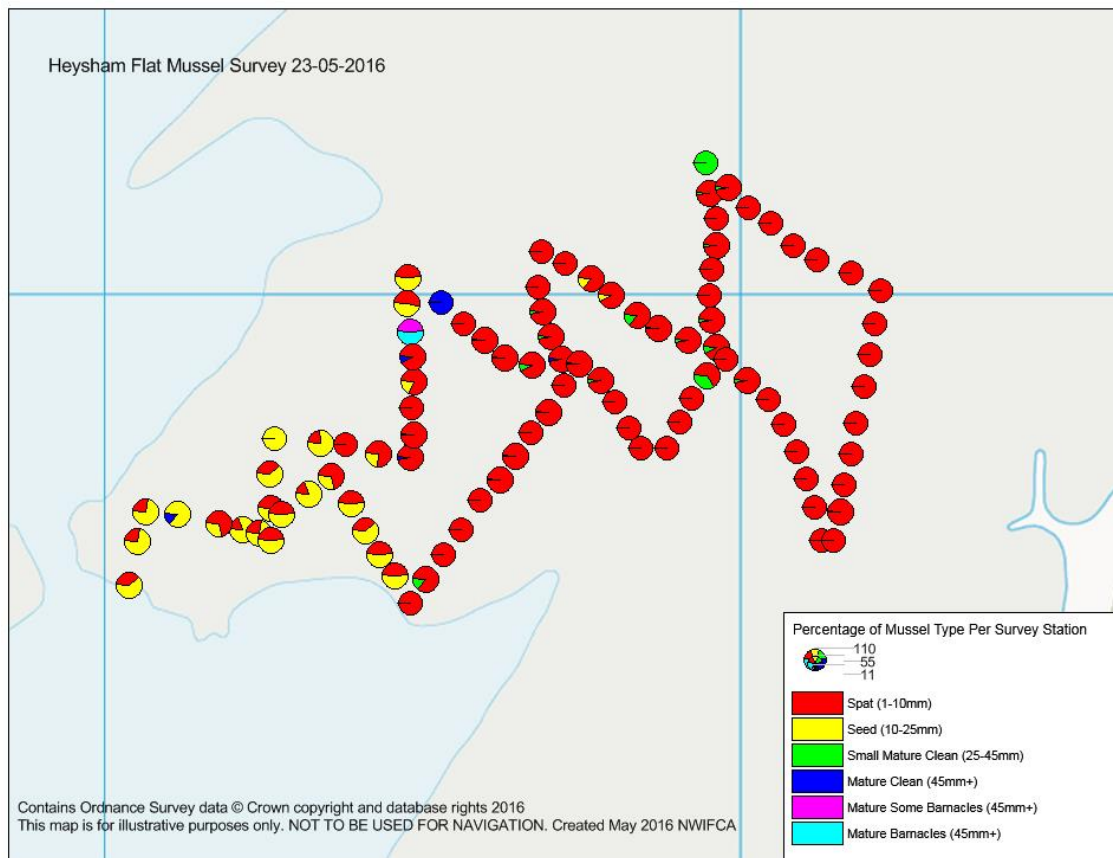 Heysham Flat Mussel Survey 23-05-2016
Percentage of Mussel Type Per Survey Station
110
55
11
Spat (1-10mm)
Seed (10-25mm)
Small Mature Clean (25-45mm)
Mature Clean (45mm+)
Mature Some Barnacles (45mm+)
Mature Barnacles (45mm+)
Contains Ordnance Survey data © Crown copyright and database rights 2016
This map is for illustrative purposes only. NOT TO BE USED FOR NAVIGATION. Created May 2016 NWIFCA